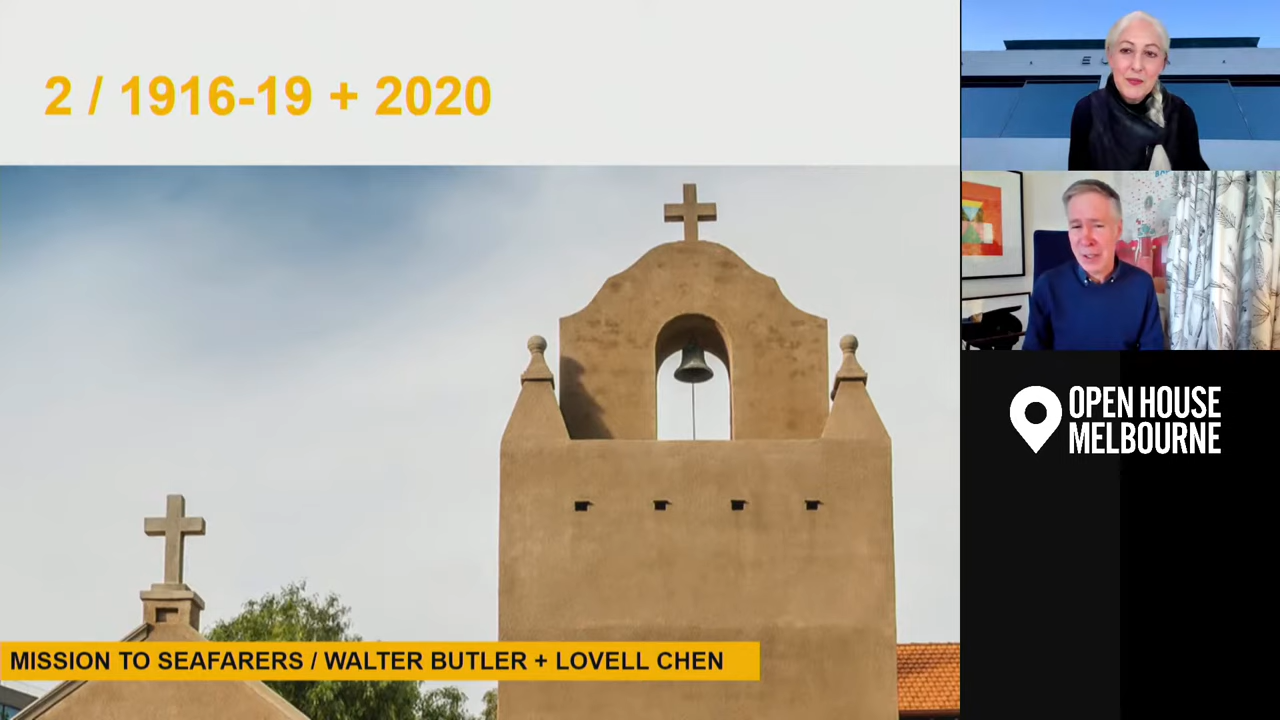 2 / 1916-19 + 2020
MISSION TO SEAFARERS / WALTER BUTLER + LOVELL CHEN
OPEN HOUSE
MELBOURNE